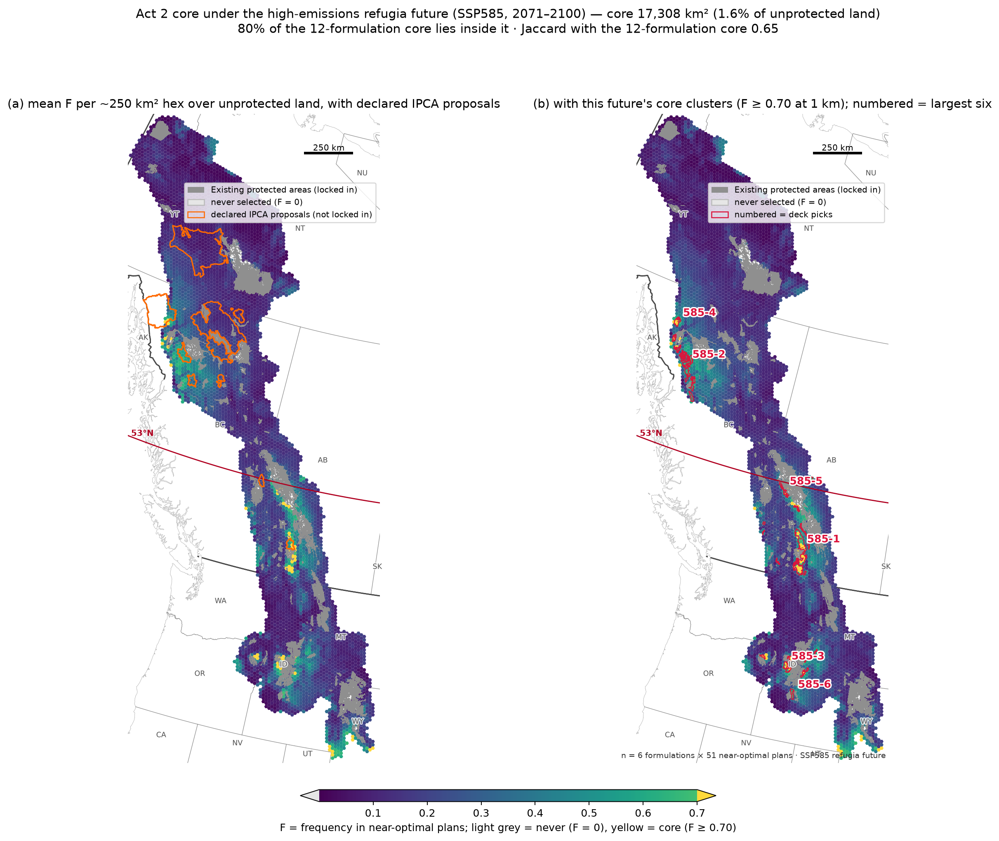 Act 2 core under the high-emissions refugia future (SSP585, 2071–2100) — core 17,308 km² (1.6% of unprotected land)
80% of the 12-formulation core lies inside it · Jaccard with the 12-formulation core 0.65
(a) mean F per ~250 km² hex over unprotected land, with declared IPCA proposals
250 km
NU
Existing protected areas (locked in)
never selected (F = 0)
declared IPCA proposals (not locked in)
YT
NT
AK
BC
53°N
AB
SK
WA
MT
ID
OR
WY
CA
NV
UT
(b) with this future's core clusters (F ≥ 0.70 at 1 km); numbered = largest six
250 km
NU
Existing protected areas (locked in)
never selected (F = 0)
numbered = deck picks
YT
NT
585-4
AK
585-2
BC
53°N
AB
585-5
585-1
SK
WA
MT
585-3
ID
OR
585-6
WY
CA
NV
UT
n = 6 formulations × 51 near-optimal plans · SSP585 refugia future
0.1 0.2 0.3 0.4 0.5 0.6 0.7
F = frequency in near-optimal plans; light grey = never (F = 0), yellow = core (F ≥ 0.70)